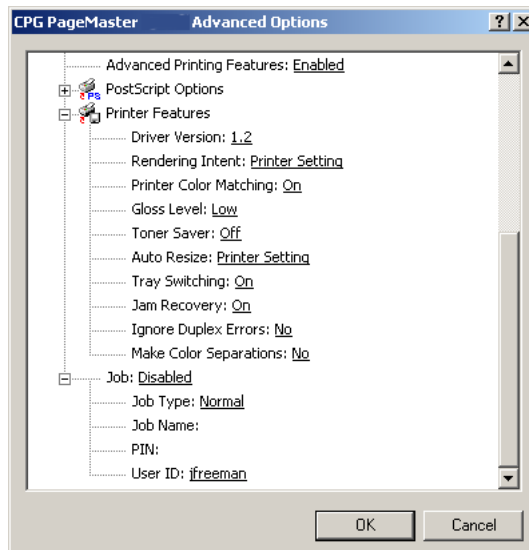 CPG PageMaster Advanced Options
Advanced Printing Features: Enabled
PostScript Options
Printer Features
Driver Version: 1.2
Rendering Intent: Printer Setting
Printer Color Matching: On
Gloss Level: Low
Toner Saver: Off
Auto Resize: Printer Setting
Tray Switching: On
Jam Recovery: On
Ignore Duplex Errors: No
Make Color Separations: No
Job: Disabled
Job Type: Normal
Job Name:
PIN:
User ID: jfreeman
OK Cancel